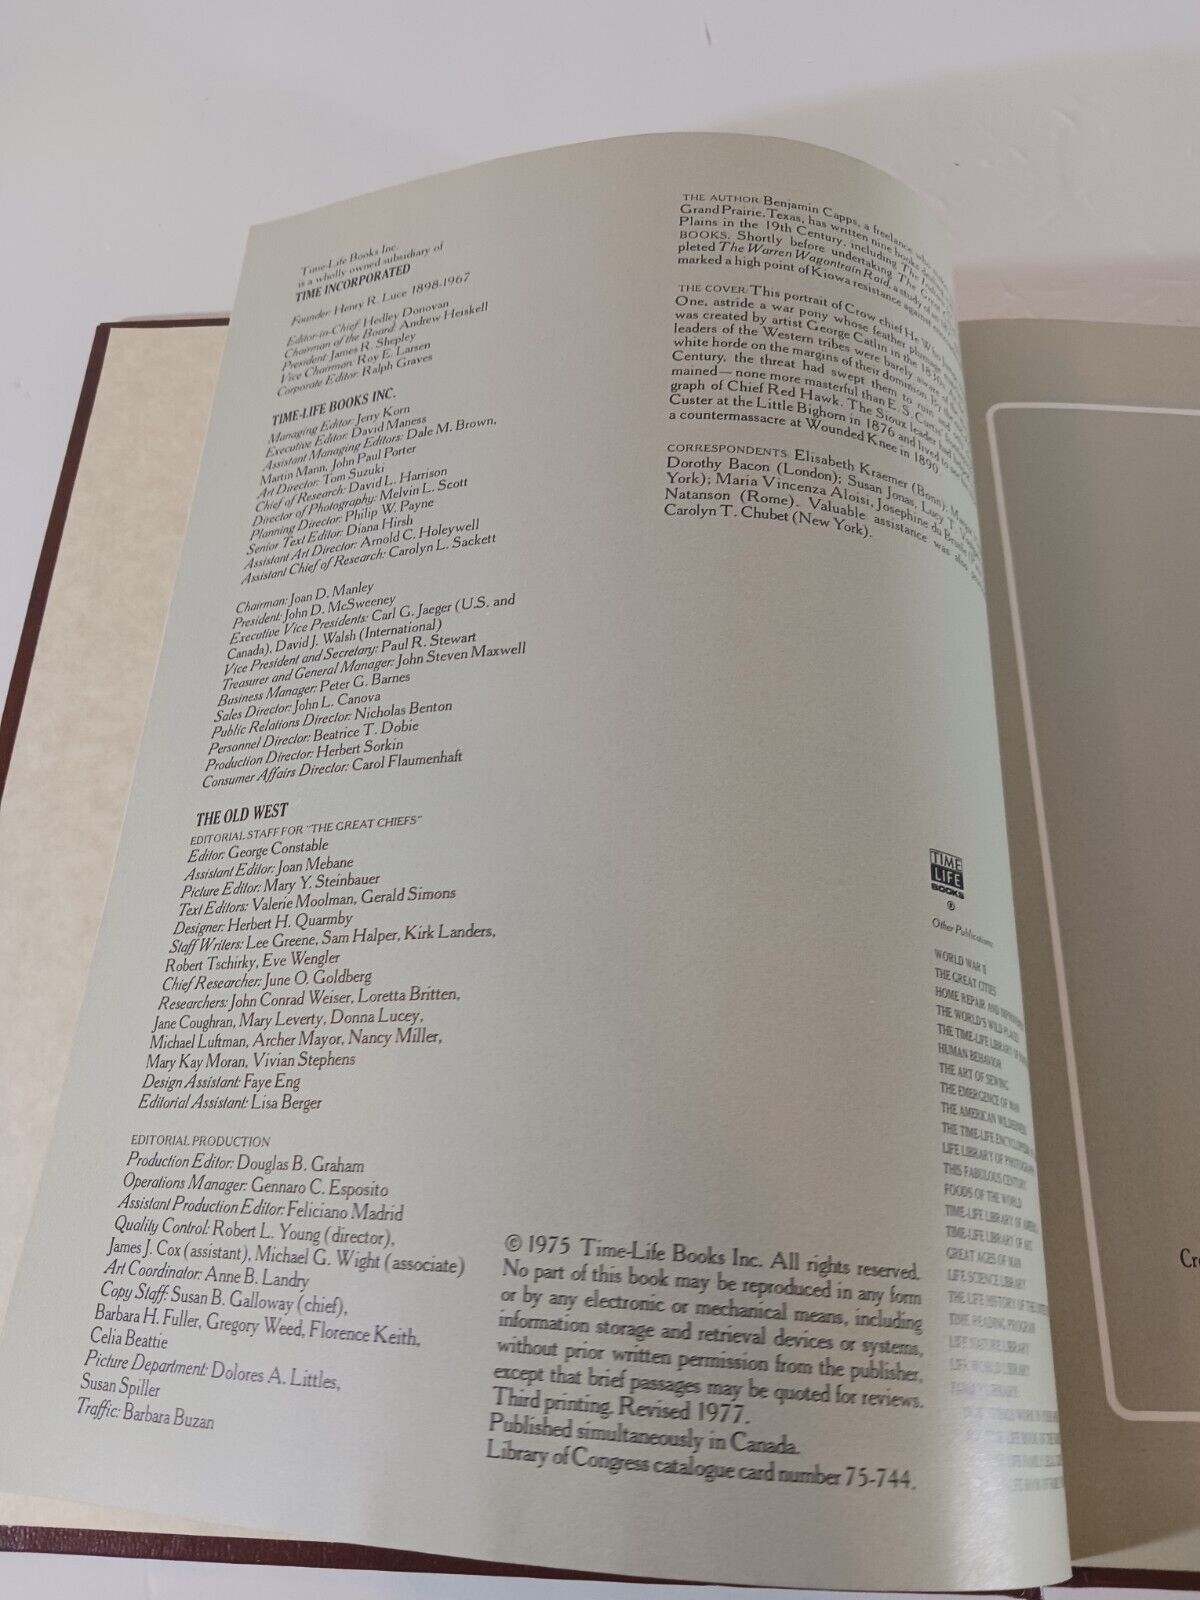 Time-Life Books Inc.
is a wholly owned subsidiary of
TIME INCORPORATED
Founder: Henry R. Luce 1898-1967
Editor-in-Chief: Hedley Donovan
Chairman of the Board: Andrew Heiskell
President: James R. Shepley
Vice Chairman: Roy E. Larsen
Corporate Editor: Ralph Graves
TIME-LIFE BOOKS INC.
Managing Editor: Jerry Korn
Executive Editor: David Maness
Assistant Managing Editors: Dale M. Brown,
Martin Mann, John Paul Porter
Art Director: Tom Suzuki
Chief of Research: David L. Harrison
Director of Photography: Melvin L. Scott
Planning Director: Philip W. Payne
Senior Text Editor: Diana Hirsh
Assistant Art Director: Arnold C. Holeywell
Assistant Chief of Research: Carolyn L. Sackett
Chairman: Joan D. Manley
President: John D. McSweeney
Executive Vice Presidents: Carl G. Jaeger (U.S. and
Canada), David J. Walsh (International)
Vice President and Secretary: Paul R. Stewart
Treasurer and General Manager: John Steven Maxwell
Business Manager: Peter G. Barnes
Sales Director: John L. Canova
Public Relations Director: Nicholas Benton
Personnel Director: Beatrice T. Dobie
Production Director: Herbert Sorkin
Consumer Affairs Director: Carol Flaumenhaft
THE OLD WEST
EDITORIAL STAFF FOR "THE GREAT CHIEFS"
Editor: George Constable
Assistant Editor: Joan Mebane
Picture Editor: Mary Y. Steinbauer
Text Editors: Valerie Moolman, Gerald Simons
Designer: Herbert H. Quarmby
Staff Writers: Lee Greene, Sam Halper, Kirk Landers,
Robert Tschirky, Eve Wengler
Chief Researcher: June O. Goldberg
Researchers: John Conrad Weiser, Loretta Britten,
Jane Coughran, Mary Leverty, Donna Lucey,
Michael Luftman, Archer Mayor, Nancy Miller,
Mary Kay Moran, Vivian Stephens
Design Assistant: Faye Eng
Editorial Assistant: Lisa Berger
EDITORIAL PRODUCTION
Production Editor: Douglas B. Graham
Operations Manager: Gennaro C. Esposito
Assistant Production Editor: Feliciano Madrid
Quality Control: Robert L. Young (director),
James J. Cox (assistant), Michael G. Wight (associate)
Art Coordinator: Anne B. Landry
Copy Staff: Susan B. Galloway (chief),
Barbara H. Fuller, Gregory Weed, Florence Keith,
Celia Beattie
Picture Department: Dolores A. Littles,
Susan Spiller
Traffic: Barbara Buzan
THE AUTHOR: Benjamin Capps, a freelance
Grand Prairie, Texas, has written nine books
Plains in the 19th Century, including The
BOOKS. Shortly before undertaking The Great
pleted The Warren Wagontrain Raid, a study of
marked a high point of Kiowa resistance against
THE COVER: This portrait of Crow chief He Who
One, astride a war pony whose feather
was created by artist George Catlin in the 1830s
leaders of the Western tribes were barely aware of the
white horde on the margins of their dominion. By the
Century, the threat had swept them to ruin and only
mained—none more masterful than E. S. Curtis'
graph of Chief Red Hawk. The Sioux leader had
Custer at the Little Bighorn in 1876 and lived to see
a countermassacre at Wounded Knee in 1890.
CORRESPONDENTS: Elisabeth Kraemer (Bonn);
Dorothy Bacon (London); Susan Jonas, Lucy T.
York); Maria Vincenza Aloisi, Josephine du
Natanson (Rome). Valuable assistance was also
Carolyn T. Chubet (New York).
© 1975 Time-Life Books Inc. All rights reserved.
No part of this book may be reproduced in any form
or by any electronic or mechanical means, including
information storage and retrieval devices or systems,
without prior written permission from the publisher,
except that brief passages may be quoted for reviews.
Third printing. Revised 1977.
Published simultaneously in Canada.
Library of Congress catalogue card number 75-744.
TIME
LIFE
BOOKS
®
Other Publications:
WORLD WAR II
THE GREAT CITIES
HOME REPAIR AND
THE WORLD'S WILD PLACES
THE TIME-LIFE LIBRARY OF
HUMAN BEHAVIOR
THE ART OF SEWING
THE EMERGENCE OF MAN
THE AMERICAN WILDERNESS
THE TIME-LIFE ENCYCLOPEDIA
LIFE LIBRARY OF PHOTOGRAPHY
THIS FABULOUS CENTURY
FOODS OF THE WORLD
TIME-LIFE LIBRARY OF
TIME-LIFE LIBRARY OF ART
GREAT AGES OF MAN
LIFE SCIENCE LIBRARY
THE LIFE HISTORY OF THE
TIME READING PROGRAM
LIFE NATURE LIBRARY
LIFE WORLD LIBRARY
FAMILY LIBRARY: